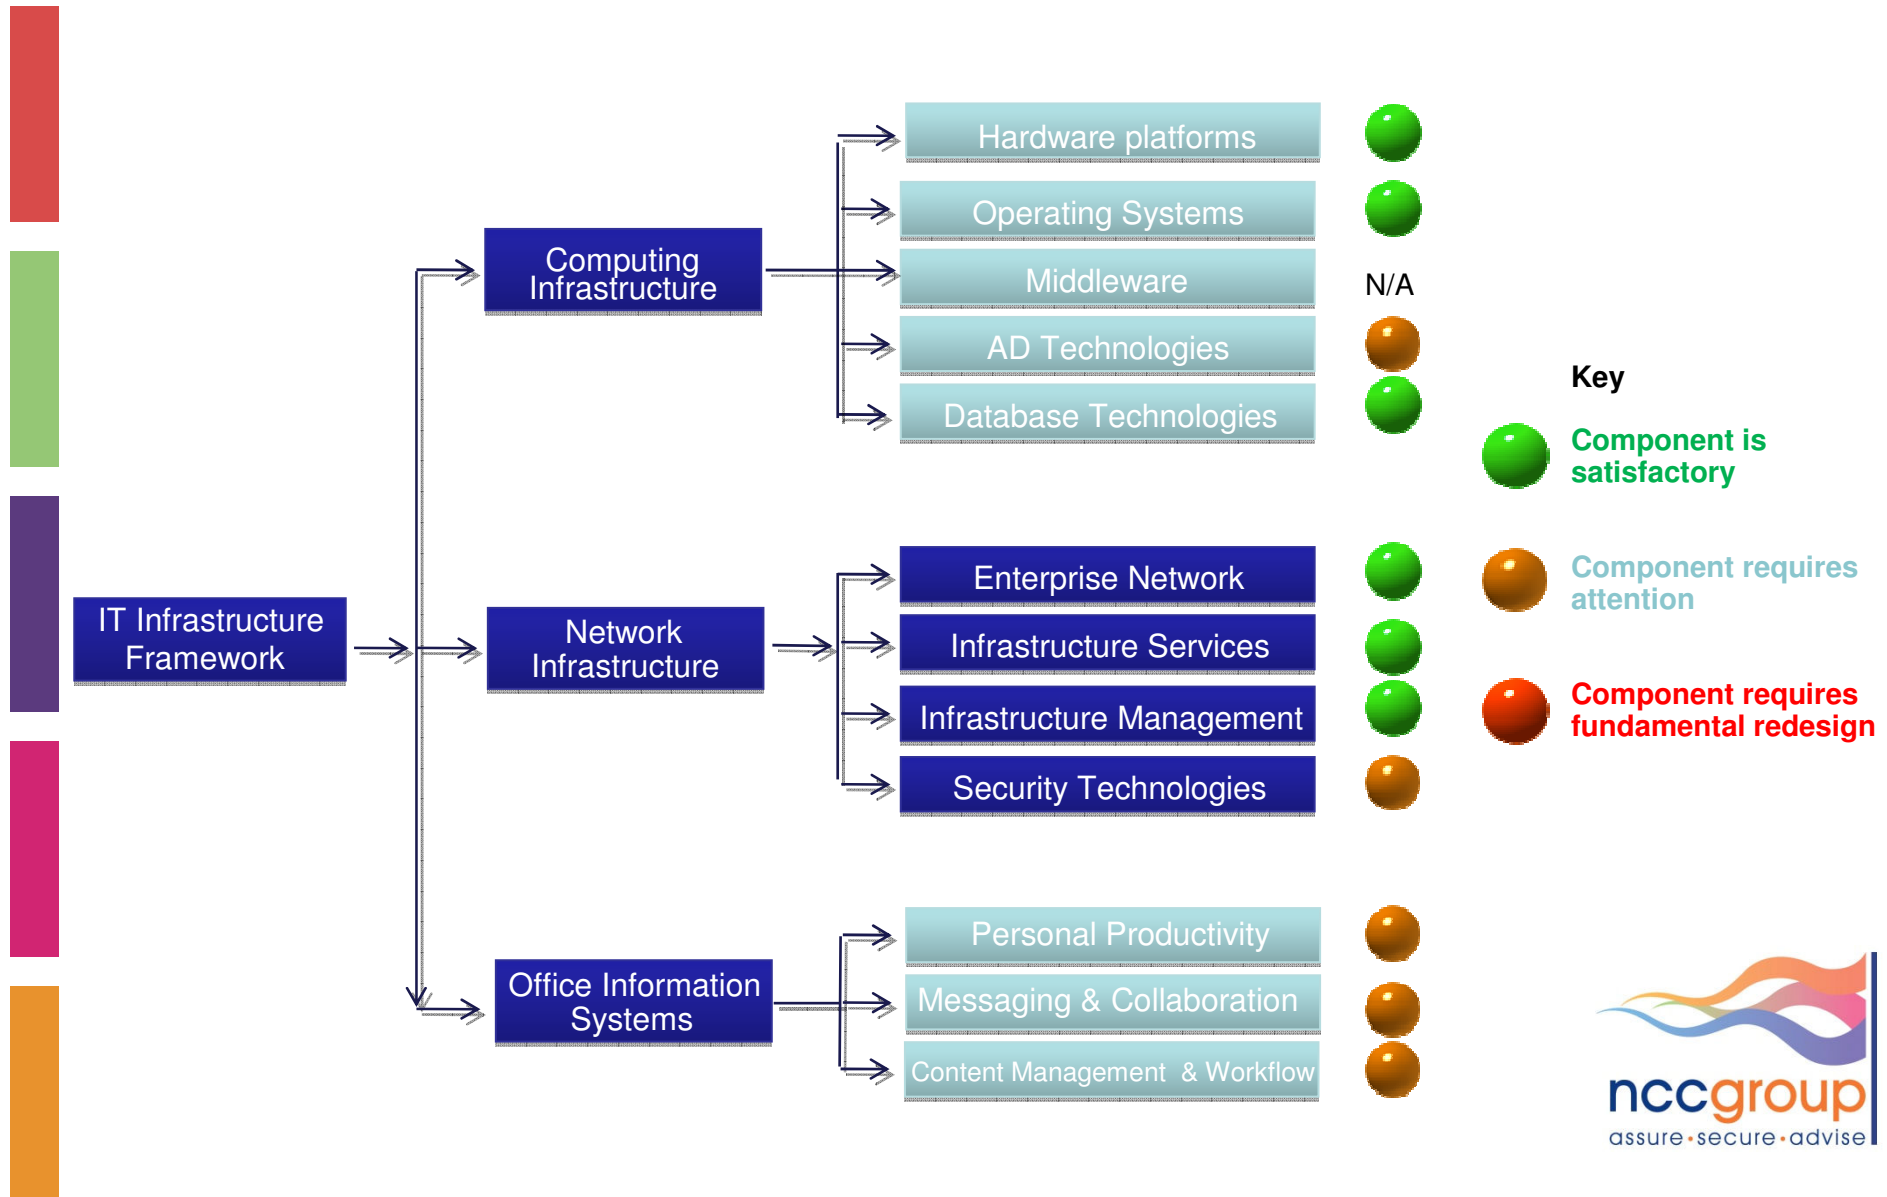 Hardware platforms
Operating Systems
Computing
Infrastructure
Middleware
N/A
AD Technologies
Database Technologies
Key
Component is
satisfactory
IT Infrastructure
Framework
Network
Infrastructure
Enterprise Network
Infrastructure Services
Infrastructure Management
Security Technologies
Component requires
attention
Component requires
fundamental redesign
Office Information
Systems
Personal Productivity
Messaging & Collaboration
Content Management & Workflow
nccgroup
assure•secure•advise